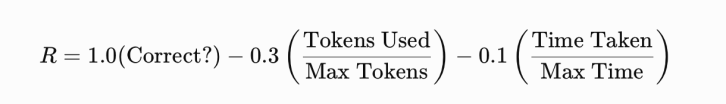 R = 1.0(Correct?) − 0.3 (Tokens Used / Max Tokens) − 0.1 (Time Taken / Max Time)